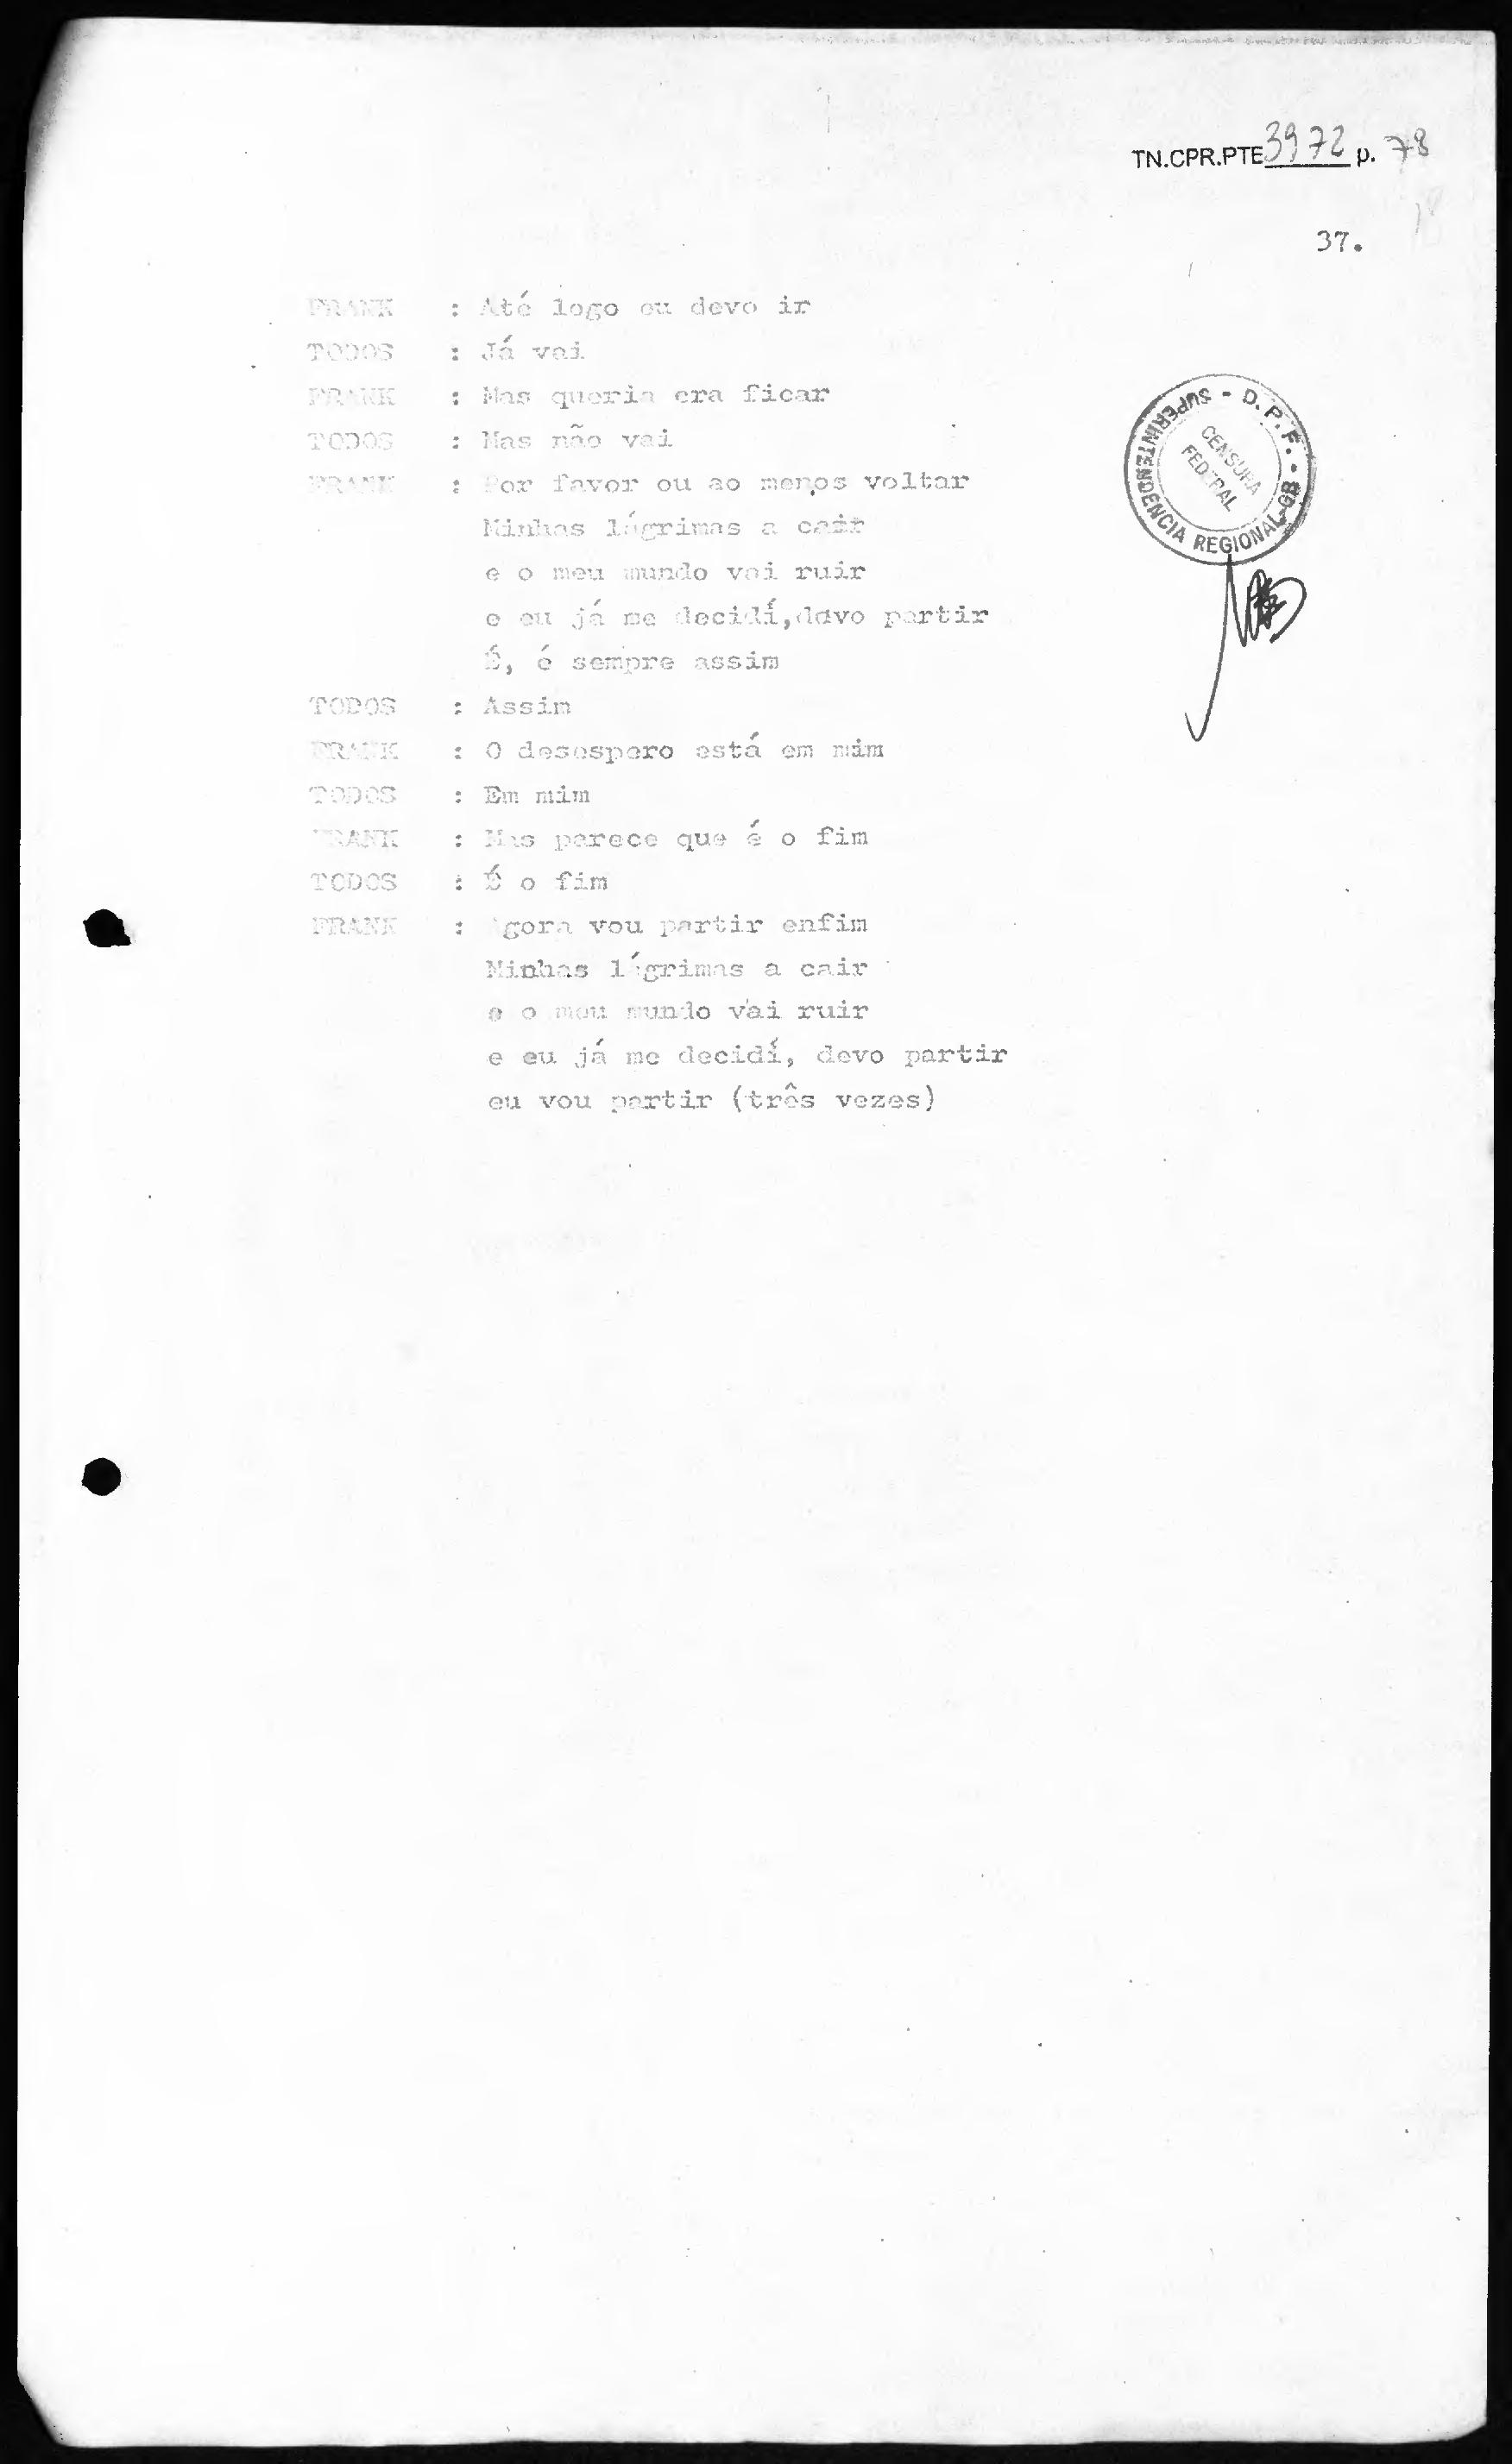 TN.CPR.PTE 3972 p. 78
37.
FRANK : Até logo eu devo ir
TODOS : Já vai
FRANK : Mas queria era ficar
TODOS : Mas não vai
FRANK : Por favor ou ao menos voltar
Minhas lágrimas a cair
e o meu mundo vai ruir
e eu já me decidí,devo partir
É, é sempre assim
TODOS : Assim
FRANK : O desespero está em mim
TODOS : Em mim
FRANK : Mas parece que é o fim
TODOS : É o fim
FRANK : Agora vou partir enfim
Minhas lágrimas a cair
e o meu mundo vai ruir
e eu já me decidí, devo partir
eu vou partir (três vezes)
D.P.F. - SUPERINTENDÊNCIA REGIONAL-GB
CENSURA
FEDERAL